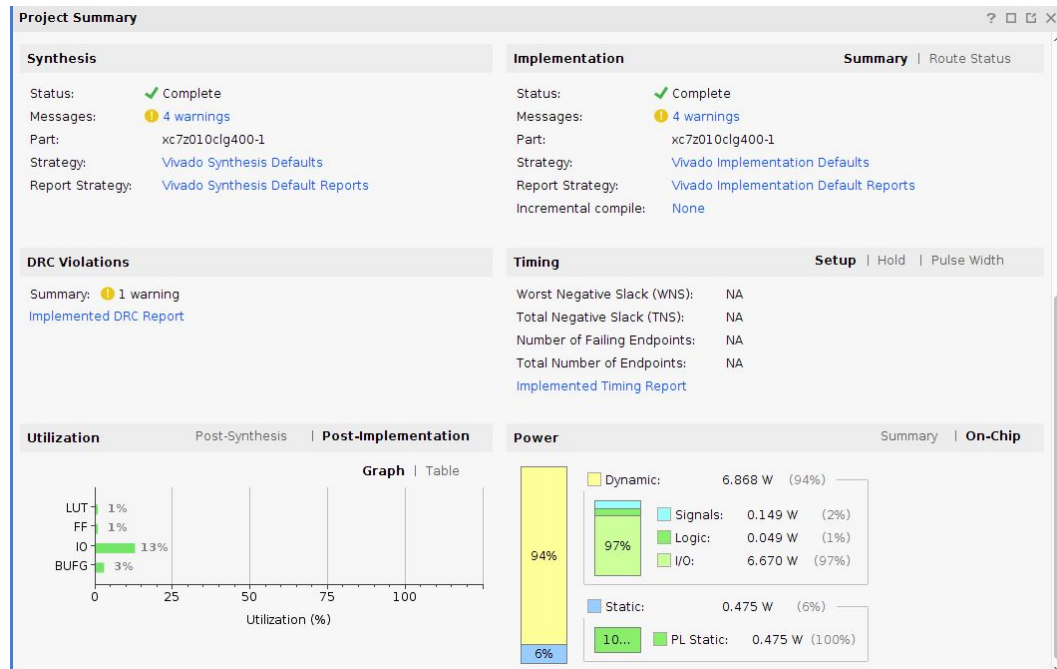 Project Summary
Synthesis
Status: Complete
Messages: 4 warnings
Part: xc7z010clg400-1
Strategy: Vivado Synthesis Defaults
Report Strategy: Vivado Synthesis Default Reports
Implementation Summary | Route Status
Status: Complete
Messages: 4 warnings
Part: xc7z010clg400-1
Strategy: Vivado Implementation Defaults
Report Strategy: Vivado Implementation Default Reports
Incremental compile: None
DRC Violations
Summary: 1 warning
Implemented DRC Report
Timing Setup | Hold | Pulse Width
Worst Negative Slack (WNS): NA
Total Negative Slack (TNS): NA
Number of Failing Endpoints: NA
Total Number of Endpoints: NA
Implemented Timing Report
Utilization Post-Synthesis | Post-Implementation
Graph | Table
LUT 1%
FF 1%
IO 13%
BUFG 3%
0 25 50 75 100
Utilization (%)
Power Summary | On-Chip
94%
6%
Dynamic: 6.868 W (94%)
97%
Signals: 0.149 W (2%)
Logic: 0.049 W (1%)
I/O: 6.670 W (97%)
Static: 0.475 W (6%)
10...
PL Static: 0.475 W (100%)